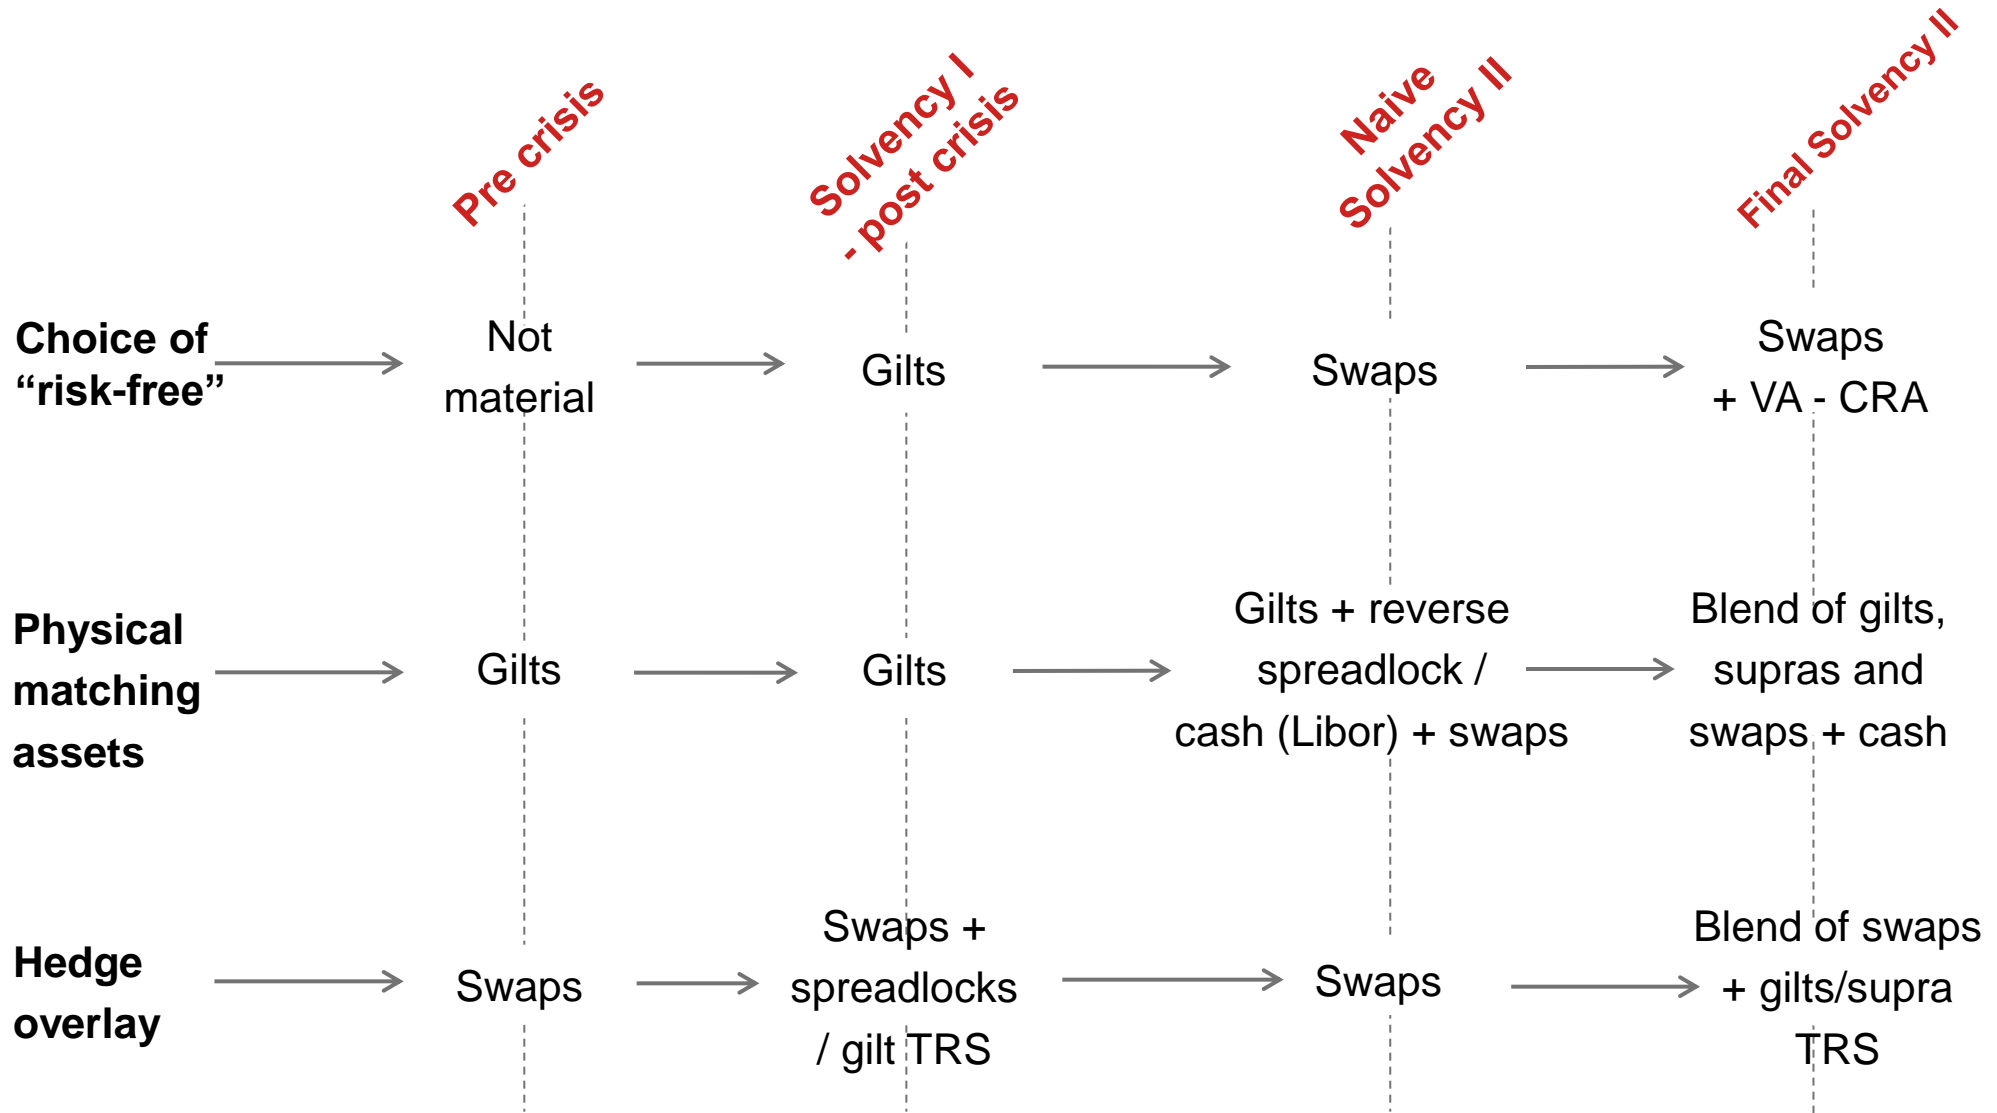 Pre crisis
Solvency I
- post crisis
Naive
Solvency II
Final Solvency II
Choice of
“risk-free”
Not
material
Gilts
Swaps
Swaps
+ VA - CRA
Physical
matching
assets
Gilts
Gilts
Gilts + reverse
spreadlock /
cash (Libor) + swaps
Blend of gilts,
supras and
swaps + cash
Hedge
overlay
Swaps
Swaps +
spreadlocks
/ gilt TRS
Swaps
Blend of swaps
+ gilts/supra
TRS